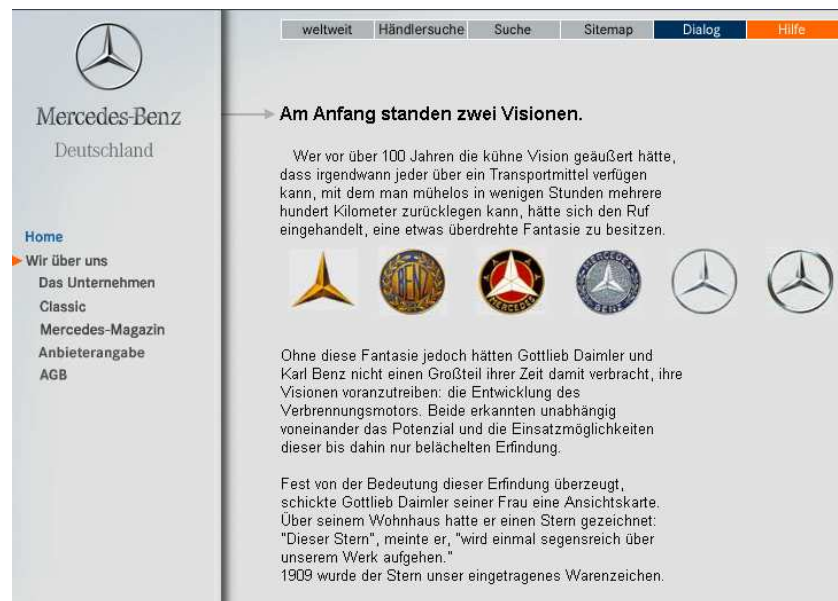 weltweit Händlersuche Suche Sitemap Dialog Hilfe
Mercedes-Benz
Deutschland
Home
Wir über uns
Das Unternehmen
Classic
Mercedes-Magazin
Anbieterangabe
AGB
Am Anfang standen zwei Visionen.
Wer vor über 100 Jahren die kühne Vision geäußert hätte,
dass irgendwann jeder über ein Transportmittel verfügen
kann, mit dem man mühelos in wenigen Stunden mehrere
hundert Kilometer zurücklegen kann, hätte sich den Ruf
eingehandelt, eine etwas überdrehte Fantasie zu besitzen.
BENZ
MERCEDES
MERCEDES
BENZ
Ohne diese Fantasie jedoch hätten Gottlieb Daimler und
Karl Benz nicht einen Großteil ihrer Zeit damit verbracht, ihre
Visionen voranzutreiben: die Entwicklung des
Verbrennungsmotors. Beide erkannten unabhängig
voneinander das Potenzial und die Einsatzmöglichkeiten
dieser bis dahin nur belächelten Erfindung.
Fest von der Bedeutung dieser Erfindung überzeugt,
schickte Gottlieb Daimler seiner Frau eine Ansichtskarte.
Über seinem Wohnhaus hatte er einen Stern gezeichnet:
"Dieser Stern", meinte er, "wird einmal segensreich über
unserem Werk aufgehen."
1909 wurde der Stern unser eingetragenes Warenzeichen.